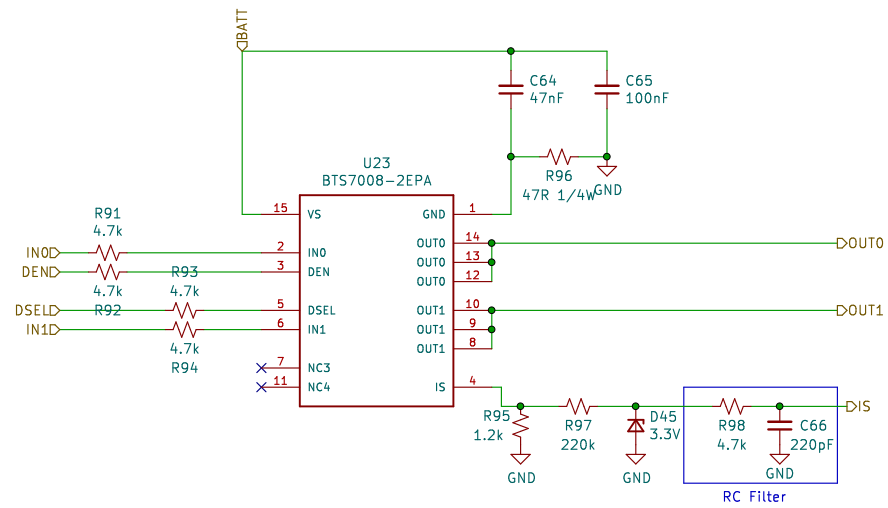 BATT
C64
47nF
C65
100nF
R96
47R 1/4W
GND
U23
BTS7008-2EPA
15 VS
GND 1
R91
4.7k
IN0
2 IN0
DEN
3 DEN
4.7k
R92
R93
4.7k
DSEL
5 DSEL
IN1
6 IN1
4.7k
R94
7 NC3
11 NC4
OUT0 14
OUT0 13
OUT0 12
OUT0
OUT1 10
OUT1 9
OUT1 8
OUT1
IS 4
R95
1.2k
GND
R97
220k
D45
3.3V
GND
R98
4.7k
C66
220pF
GND
IS
RC Filter